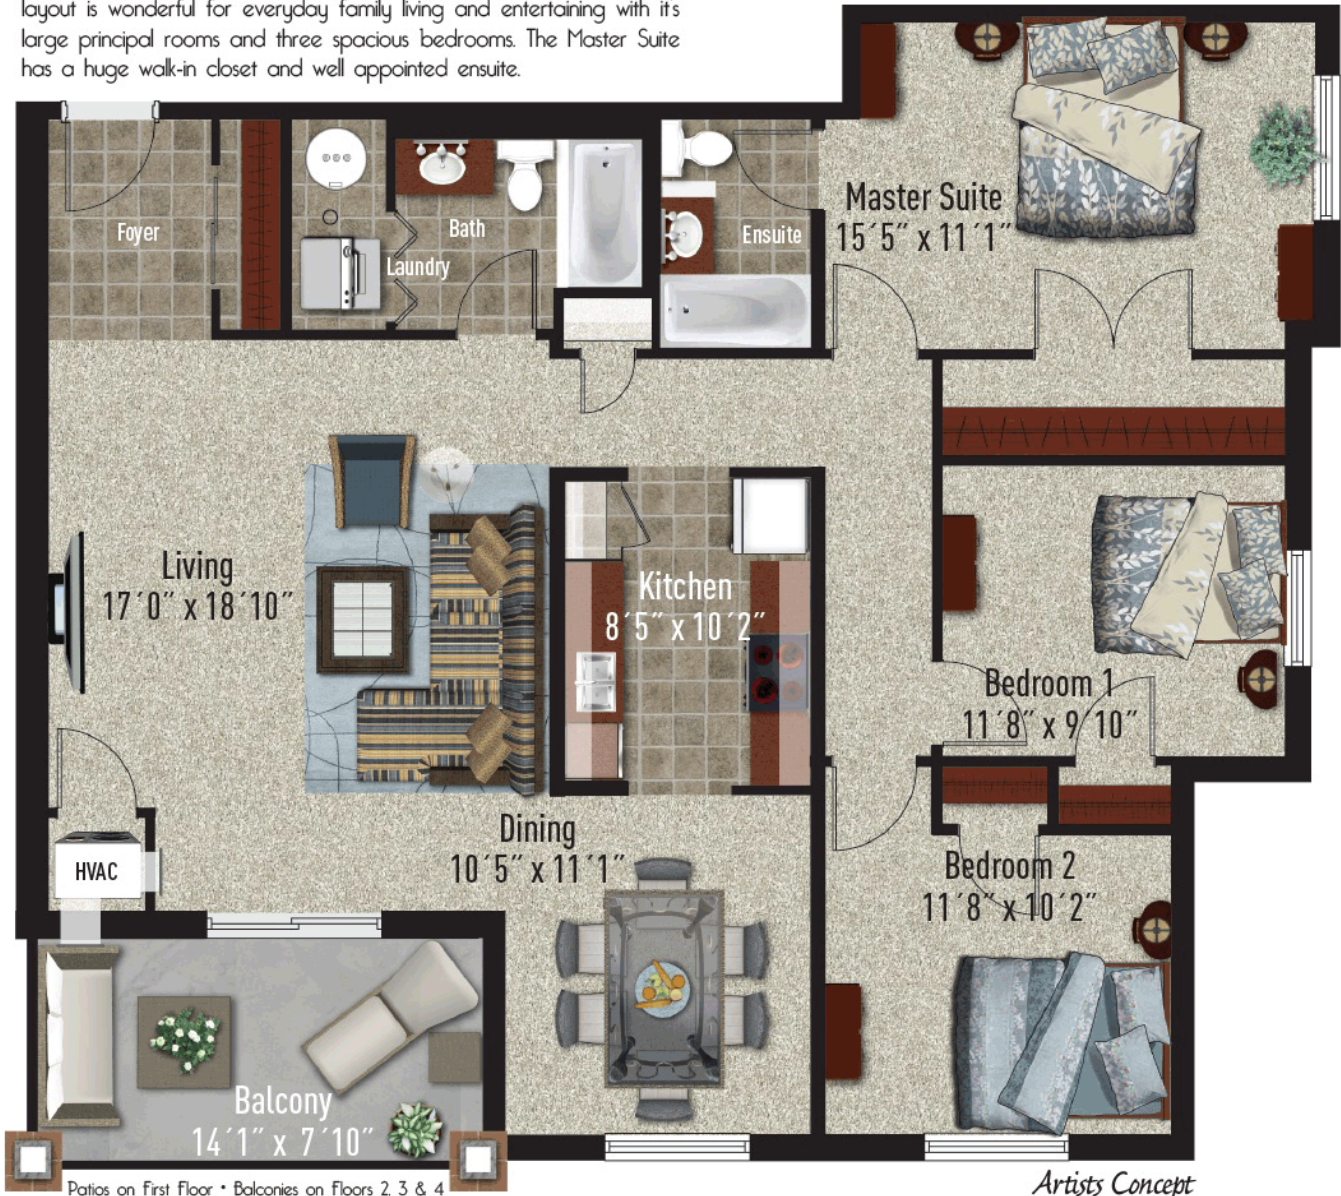 layout is wonderful for everyday family living and entertaining with its
large principal rooms and three spacious bedrooms. The Master Suite
has a huge walk-in closet and well appointed ensuite.
Foyer
Laundry
Bath
Ensuite
Master Suite
15´5˝ x 11´1˝
Living
17´0˝ x 18´10˝
Kitchen
8´5˝ x 10´2˝
Bedroom 1
11´8˝ x 9´10˝
Dining
10´5˝ x 11´1˝
HVAC
Bedroom 2
11´8˝ x 10´2˝
Balcony
14´1˝ x 7´10˝
Patios on First Floor • Balconies on Floors 2, 3 & 4
Artists Concept